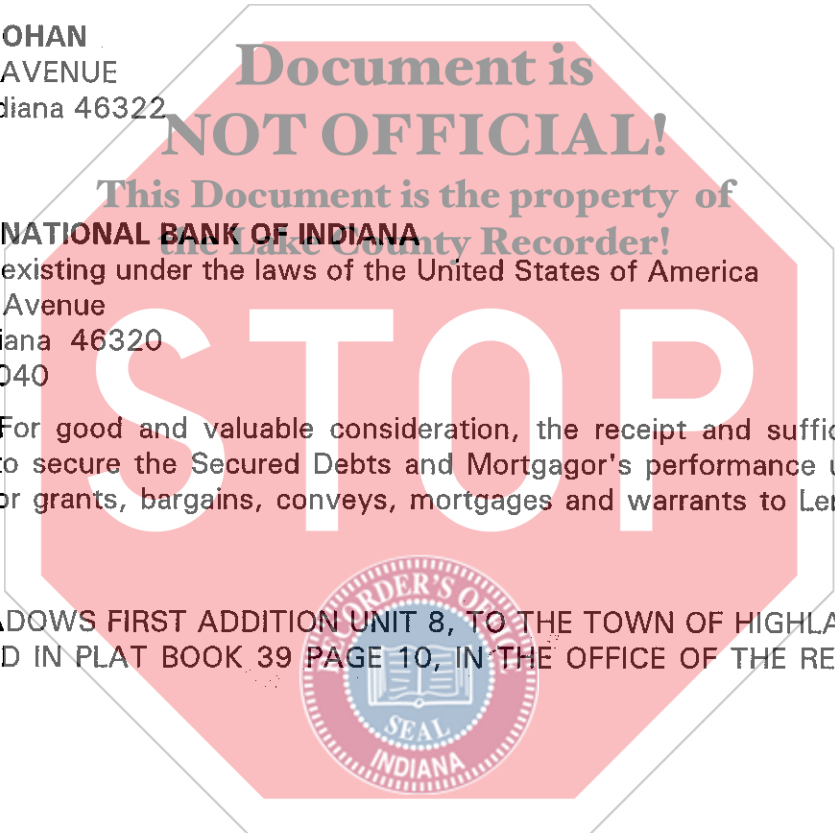 OHAN
AVENUE
diana 46322
Document is
NOT OFFICIAL!
This Document is the property of
the Lake County Recorder!
NATIONAL BANK OF INDIANA
existing under the laws of the United States of America
Avenue
iana 46320
040
STOP
For good and valuable consideration, the receipt and suffic
to secure the Secured Debts and Mortgagor's performance u
or grants, bargains, conveys, mortgages and warrants to Ler
ADOWS FIRST ADDITION UNIT 8, TO THE TOWN OF HIGHLA
D IN PLAT BOOK 39 PAGE 10, IN THE OFFICE OF THE RE
RECORDER'S OFFICE
SEAL
INDIANA